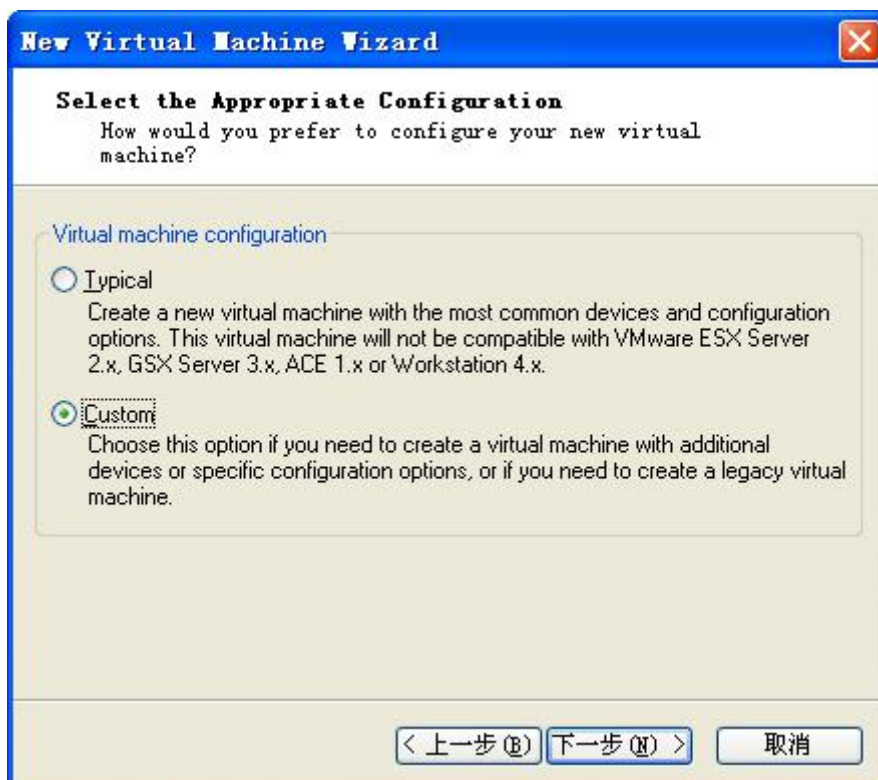 New Virtual Machine Wizard
Select the Appropriate Configuration
How would you prefer to configure your new virtual
machine?
Virtual machine configuration
Typical
Create a new virtual machine with the most common devices and configuration
options. This virtual machine will not be compatible with VMware ESX Server
2.x, GSX Server 3.x, ACE 1.x or Workstation 4.x.
Custom
Choose this option if you need to create a virtual machine with additional
devices or specific configuration options, or if you need to create a legacy virtual
machine.
< 上一步(B) 下一步(N) > 取消